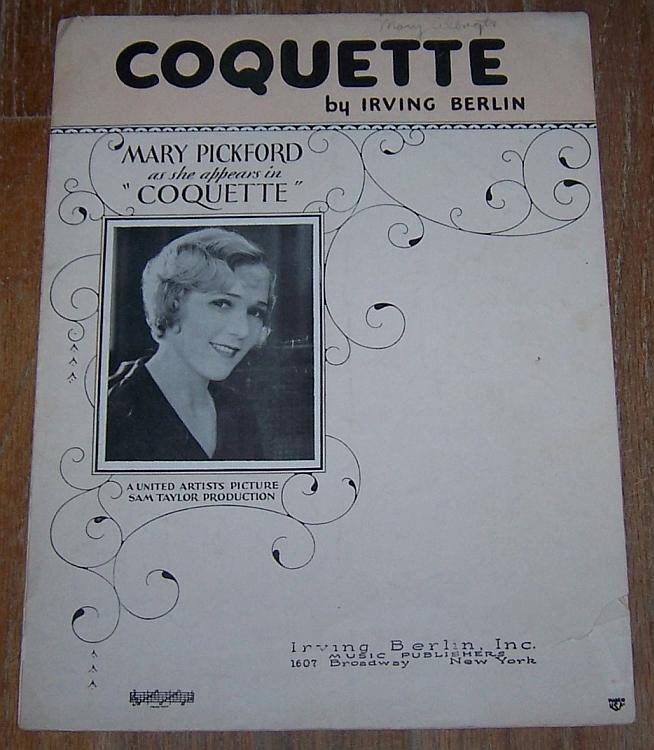 Mary
COQUETTE
by IRVING BERLIN
MARY PICKFORD
as she appears in
"COQUETTE"
A UNITED ARTISTS PICTURE
SAM TAYLOR PRODUCTION
Irving Berlin, Inc.
MUSIC PUBLISHERS
1607 Broadway New York